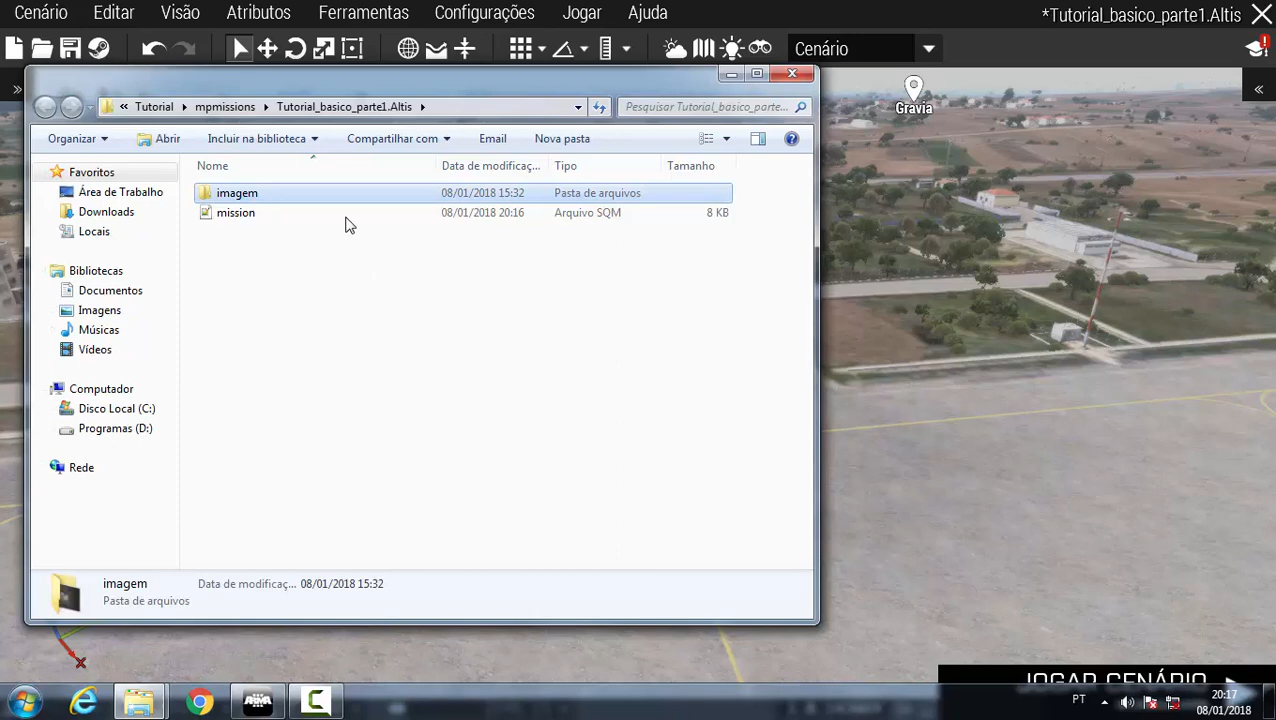 Cenário Editar Visão Atributos Ferramentas Configurações Jogar Ajuda *Tutorial_basico_parte1.Altis
Cenário
Gravia
« Tutorial mpmissions Tutorial_basico_parte1.Altis Pesquisar Tutorial_basico_parte...
Organizar Abrir Incluir na biblioteca Compartilhar com Email Nova pasta
Nome Data de modificaç... Tipo Tamanho
Favoritos
imagem 08/01/2018 15:32 Pasta de arquivos
Área de Trabalho
mission 08/01/2018 20:16 Arquivo SQM 8 KB
Downloads
Locais
Bibliotecas
Documentos
Imagens
Músicas
Vídeos
Computador
Disco Local (C:)
Programas (D:)
Rede
imagem Data de modificaç... 08/01/2018 15:32
Pasta de arquivos
JOGAR CENÁRIO
ARMA
PT 20:17
08/01/2018